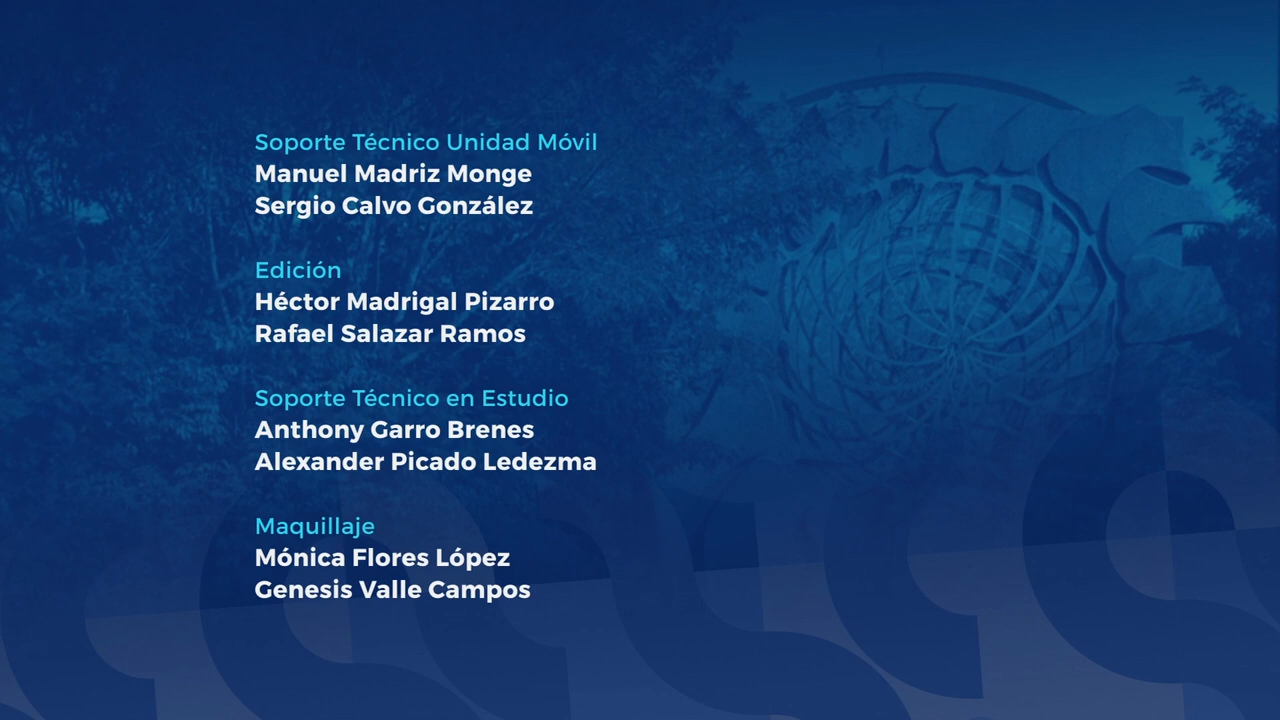 Soporte Técnico Unidad Móvil
Manuel Madriz Monge
Sergio Calvo González
Edición
Héctor Madrigal Pizarro
Rafael Salazar Ramos
Soporte Técnico en Estudio
Anthony Garro Brenes
Alexander Picado Ledezma
Maquillaje
Mónica Flores López
Genesis Valle Campos